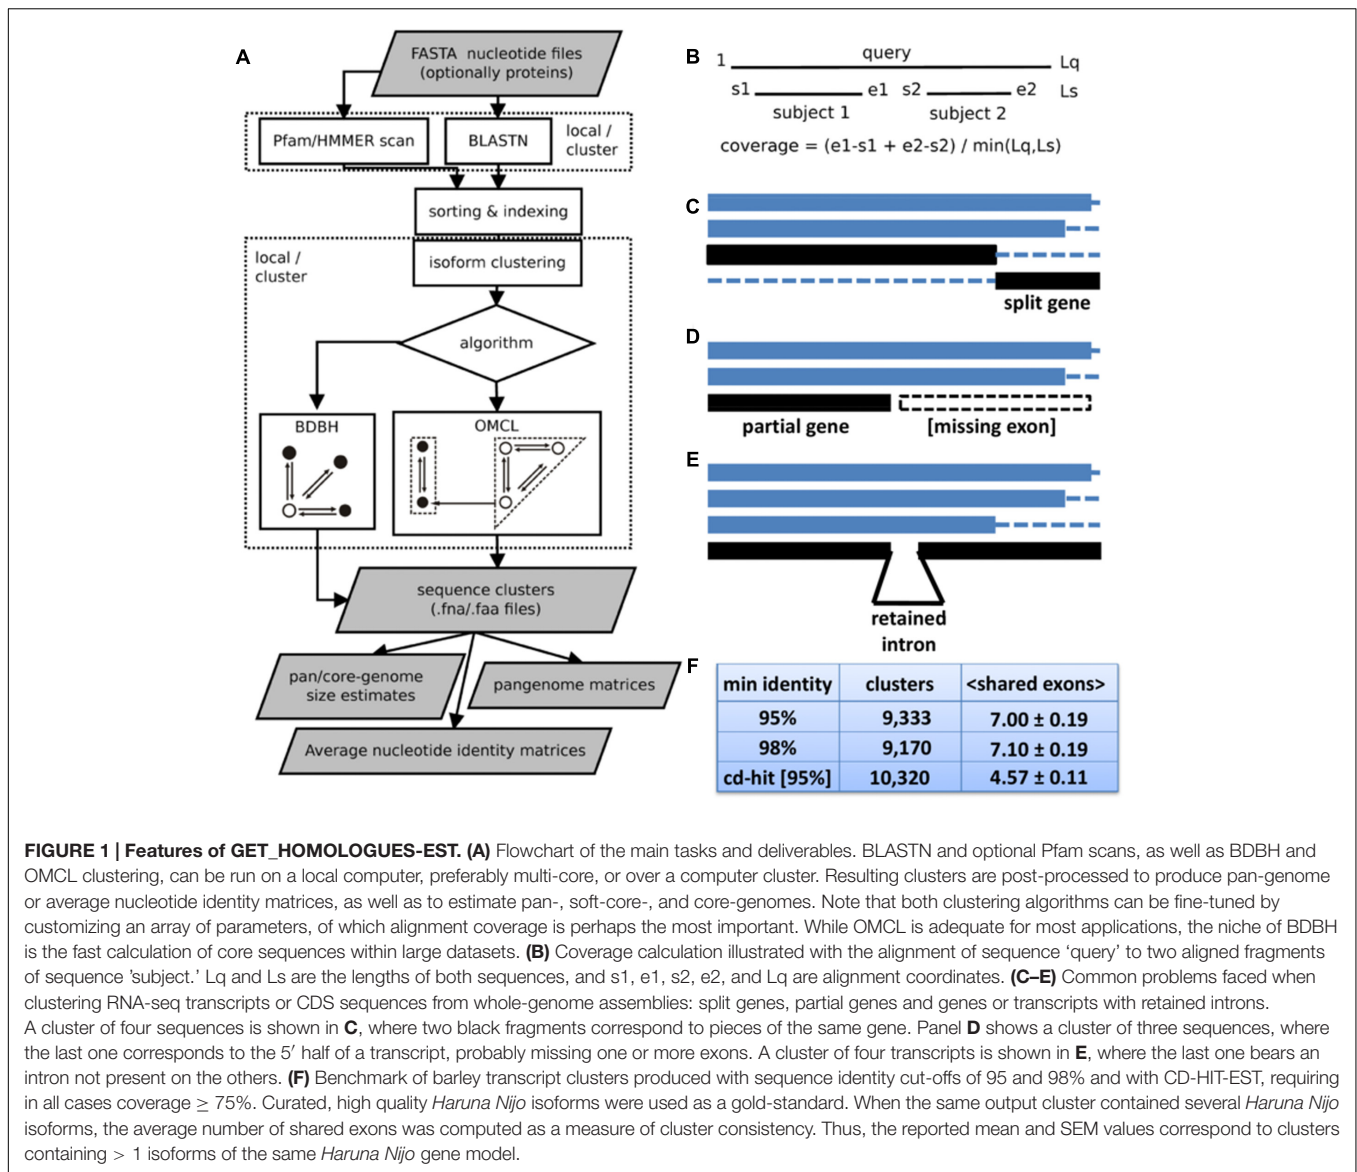 A
FASTA nucleotide files
(optionally proteins)
Pfam/HMMER scan
BLASTN
local /
cluster
sorting & indexing
local /
cluster
isoform clustering
algorithm
BDBH
OMCL
sequence clusters
(.fna/.faa files)
pan/core-genome
size estimates
pangenome matrices
Average nucleotide identity matrices
B
query
1
Lq
s1
e1
s2
e2
Ls
subject 1
subject 2
coverage = (e1-s1 + e2-s2) / min(Lq,Ls)
C
split gene
D
partial gene
[missing exon]
E
retained
intron
F
min identity clusters <shared exons>
95% 9,333 7.00 ± 0.19
98% 9,170 7.10 ± 0.19
cd-hit [95%] 10,320 4.57 ± 0.11
FIGURE 1 | Features of GET_HOMOLOGUES-EST. (A) Flowchart of the main tasks and deliverables. BLASTN and optional Pfam scans, as well as BDBH and
OMCL clustering, can be run on a local computer, preferably multi-core, or over a computer cluster. Resulting clusters are post-processed to produce pan-genome
or average nucleotide identity matrices, as well as to estimate pan-, soft-core-, and core-genomes. Note that both clustering algorithms can be fine-tuned by
customizing an array of parameters, of which alignment coverage is perhaps the most important. While OMCL is adequate for most applications, the niche of BDBH
is the fast calculation of core sequences within large datasets. (B) Coverage calculation illustrated with the alignment of sequence ‘query’ to two aligned fragments
of sequence ’subject.’ Lq and Ls are the lengths of both sequences, and s1, e1, s2, e2, and Lq are alignment coordinates. (C–E) Common problems faced when
clustering RNA-seq transcripts or CDS sequences from whole-genome assemblies: split genes, partial genes and genes or transcripts with retained introns.
A cluster of four sequences is shown in C, where two black fragments correspond to pieces of the same gene. Panel D shows a cluster of three sequences, where
the last one corresponds to the 5′ half of a transcript, probably missing one or more exons. A cluster of four transcripts is shown in E, where the last one bears an
intron not present on the others. (F) Benchmark of barley transcript clusters produced with sequence identity cut-offs of 95 and 98% and with CD-HIT-EST, requiring
in all cases coverage ≥ 75%. Curated, high quality Haruna Nijo isoforms were used as a gold-standard. When the same output cluster contained several Haruna Nijo
isoforms, the average number of shared exons was computed as a measure of cluster consistency. Thus, the reported mean and SEM values correspond to clusters
containing > 1 isoforms of the same Haruna Nijo gene model.